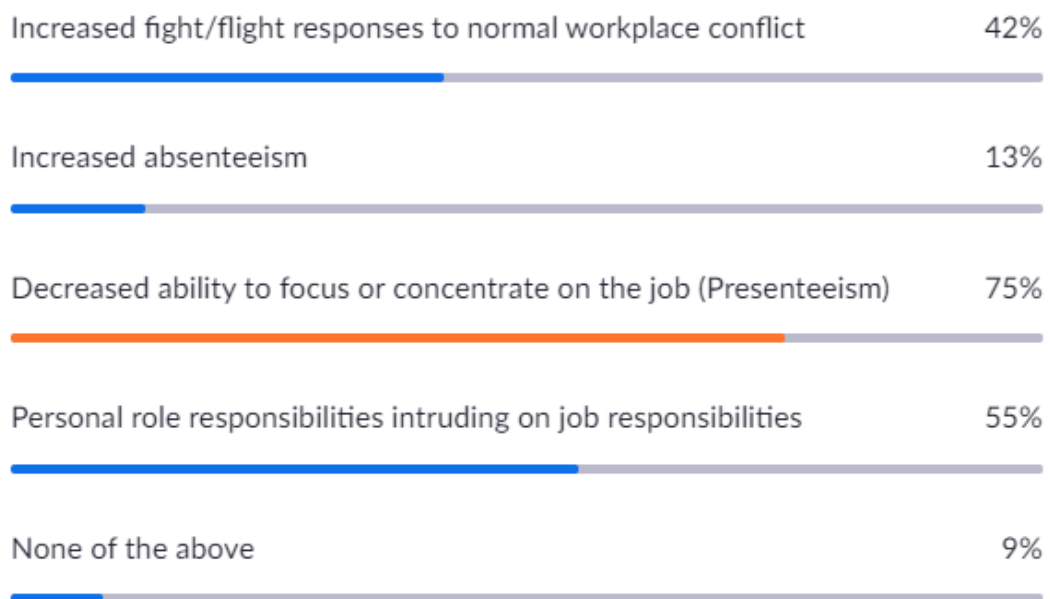 Increased fight/flight responses to normal workplace conflict 42%
Increased absenteeism 13%
Decreased ability to focus or concentrate on the job (Presenteeism) 75%
Personal role responsibilities intruding on job responsibilities 55%
None of the above 9%